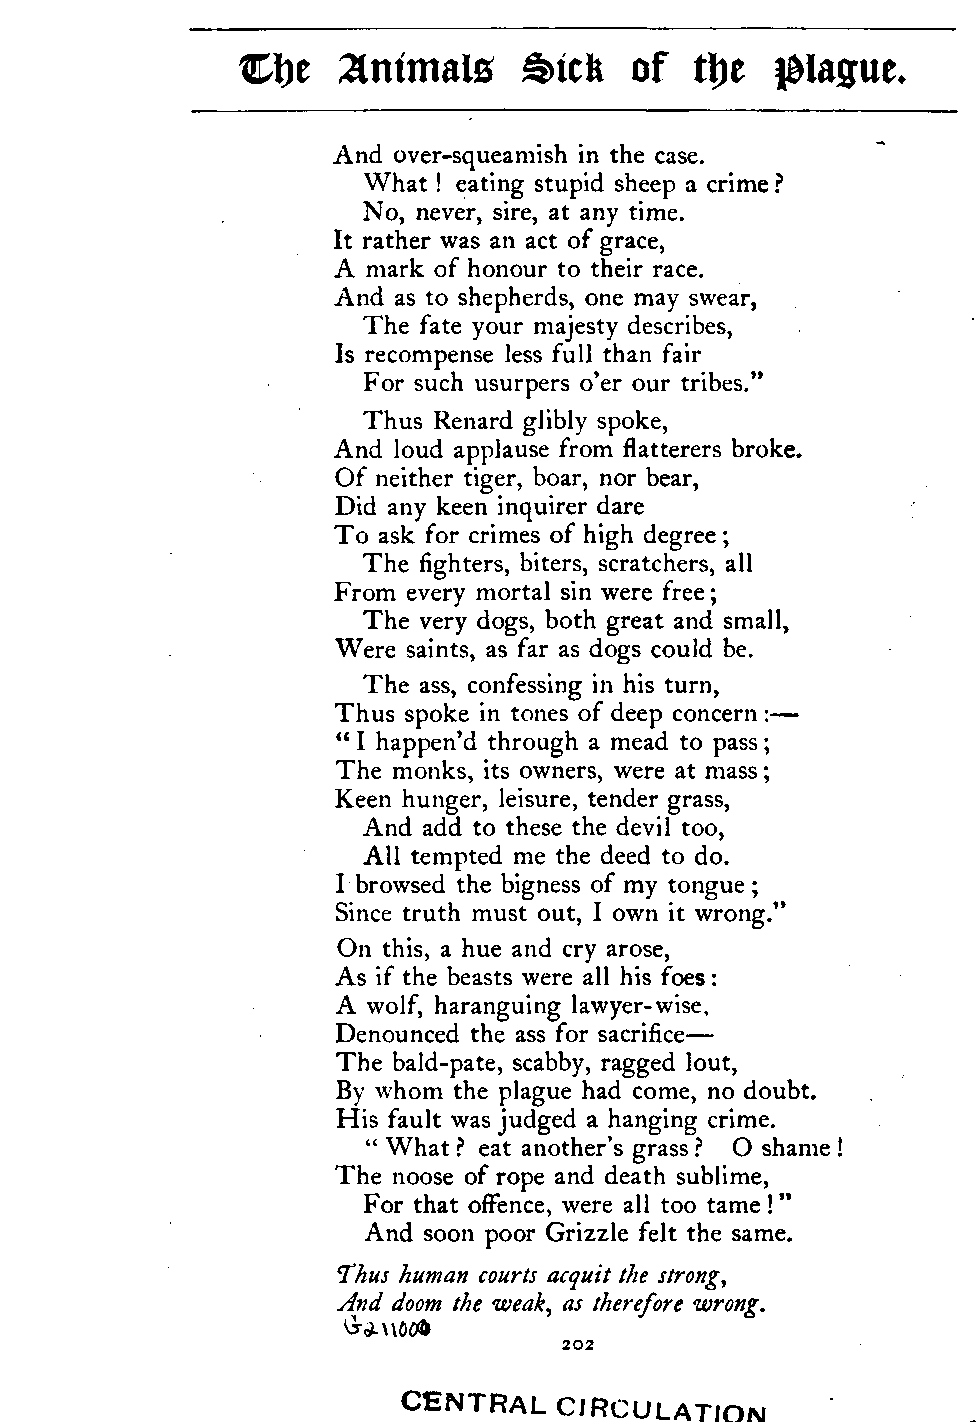 The Animals Sick of the Plague.
And over-squeamish in the case.
What! eating stupid sheep a crime?
No, never, sire, at any time.
It rather was an act of grace,
A mark of honour to their race.
And as to shepherds, one may swear,
The fate your majesty describes,
Is recompense less full than fair
For such usurpers o'er our tribes."
Thus Renard glibly spoke,
And loud applause from flatterers broke.
Of neither tiger, boar, nor bear,
Did any keen inquirer dare
To ask for crimes of high degree;
The fighters, biters, scratchers, all
From every mortal sin were free;
The very dogs, both great and small,
Were saints, as far as dogs could be.
The ass, confessing in his turn,
Thus spoke in tones of deep concern:—
"I happen'd through a mead to pass;
The monks, its owners, were at mass;
Keen hunger, leisure, tender grass,
And add to these the devil too,
All tempted me the deed to do.
I browsed the bigness of my tongue;
Since truth must out, I own it wrong."
On this, a hue and cry arose,
As if the beasts were all his foes:
A wolf, haranguing lawyer-wise,
Denounced the ass for sacrifice—
The bald-pate, scabby, ragged lout,
By whom the plague had come, no doubt.
His fault was judged a hanging crime.
"What? eat another's grass? O shame!
The noose of rope and death sublime,
For that offence, were all too tame!"
And soon poor Grizzle felt the same.
Thus human courts acquit the strong,
And doom the weak, as therefore wrong.
202
CENTRAL CIRCULATION